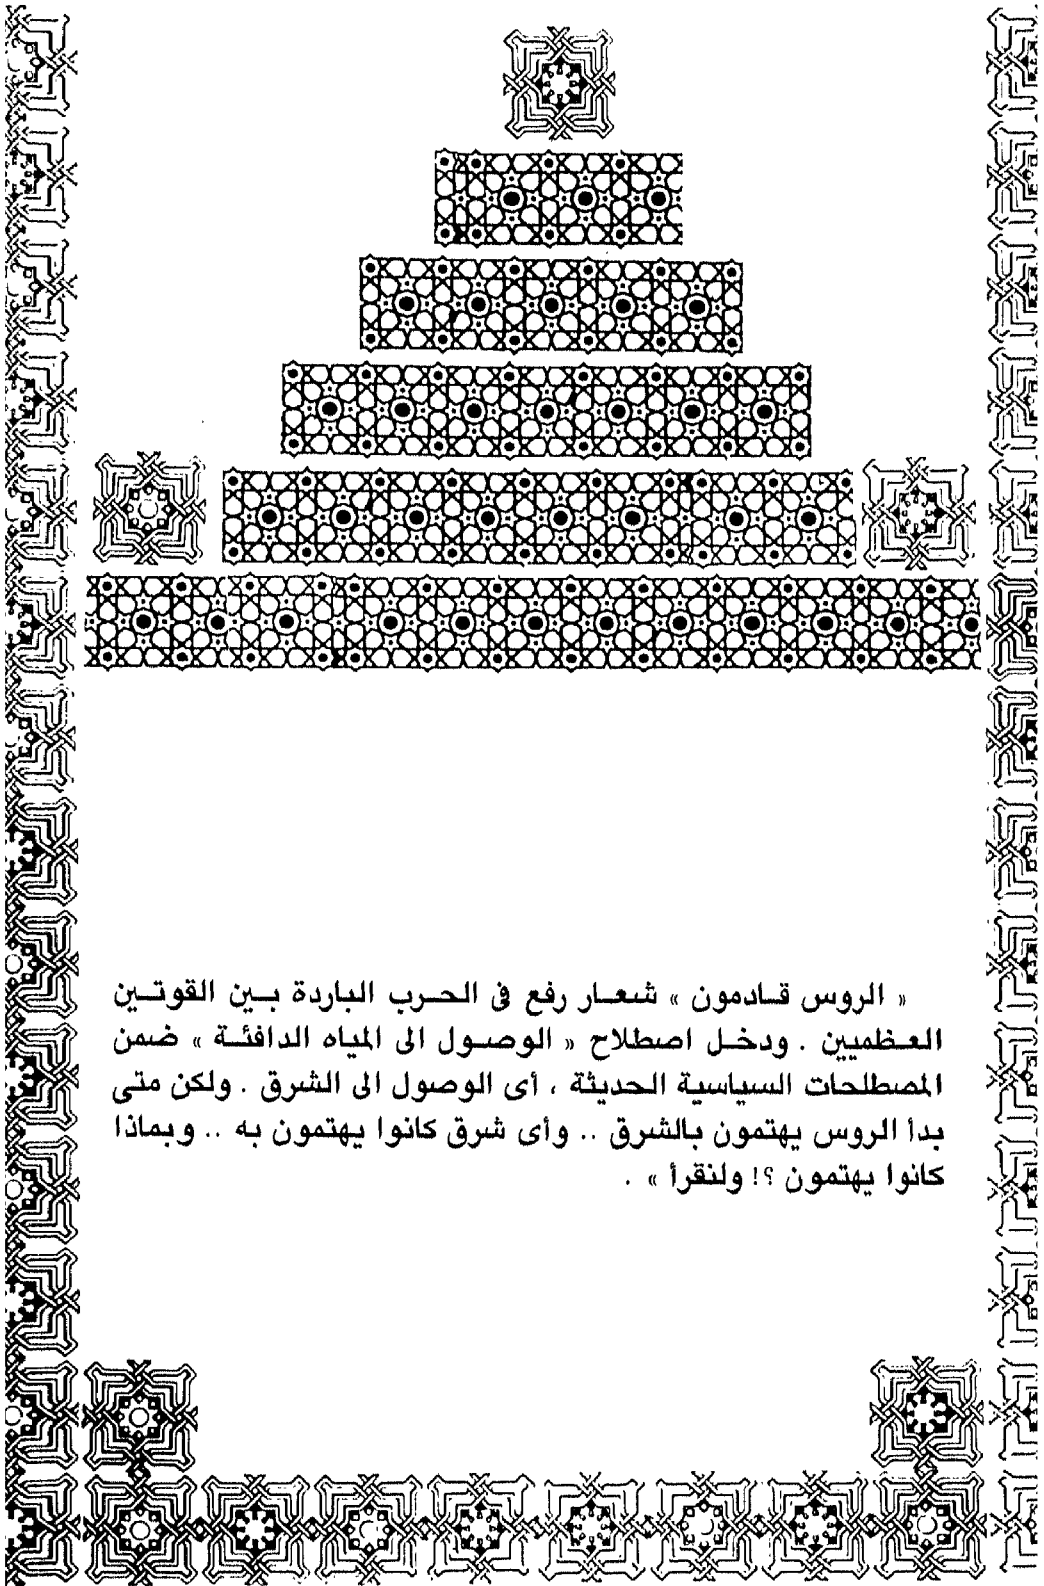 « الروس قادمون » شعار رفع فى الحرب الباردة بين القوتين
العظميين . ودخل اصطلاح « الوصول الى المياه الدافئة » ضمن
المصطلحات السياسية الحديثة ، أى الوصول الى الشرق . ولكن متى
بدأ الروس يهتمون بالشرق .. وأى شرق كانوا يهتمون به .. وبماذا
كانوا يهتمون ؟! ولنقرأ » .